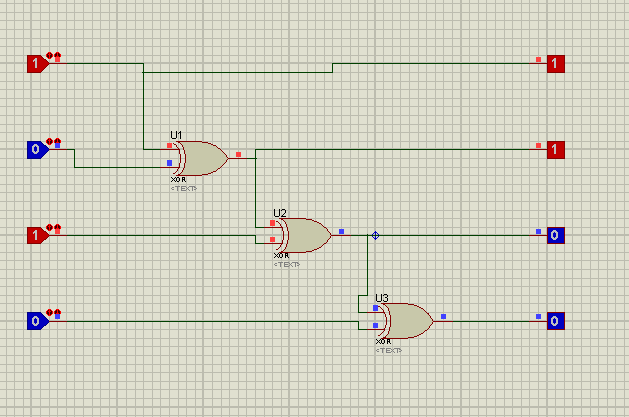 1 1
U1
0 1
XOR
<TEXT>
U2
1 0
XOR
<TEXT>
U3
0 0
XOR
<TEXT>